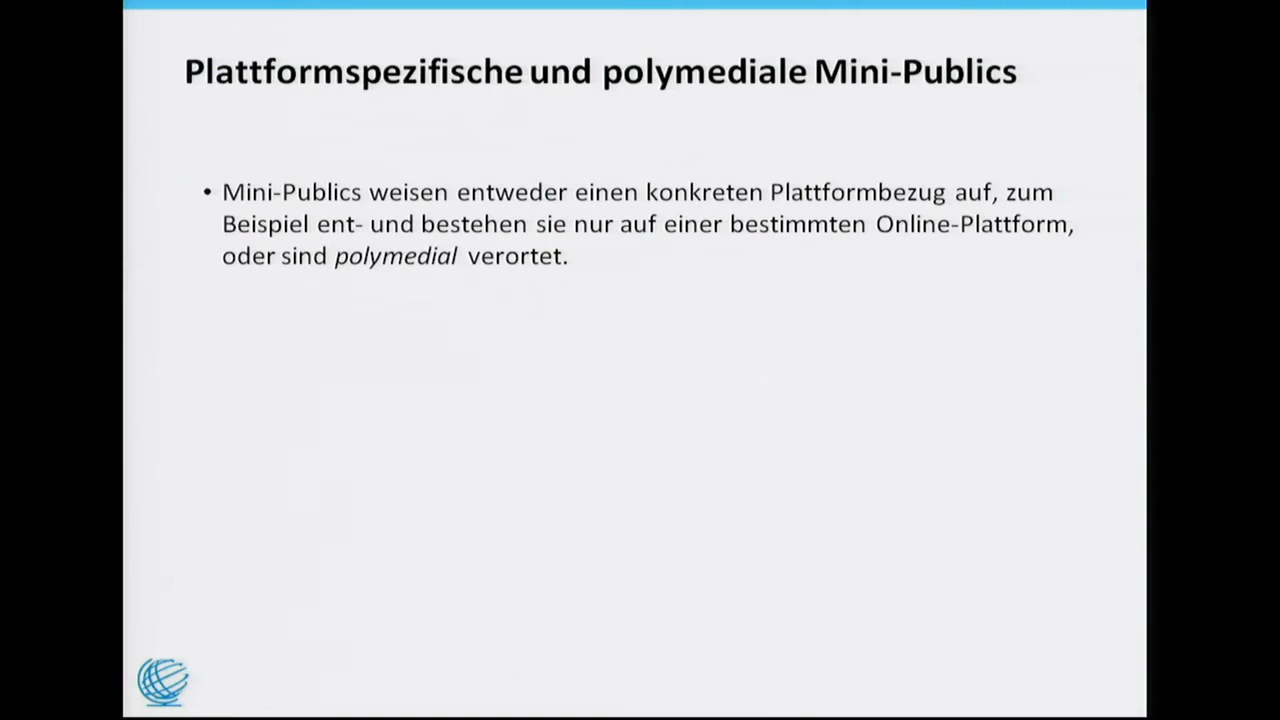 Plattformspezifische und polymediale Mini-Publics
• Mini-Publics weisen entweder einen konkreten Plattformbezug auf, zum
Beispiel ent- und bestehen sie nur auf einer bestimmten Online-Plattform,
oder sind polymedial verortet.